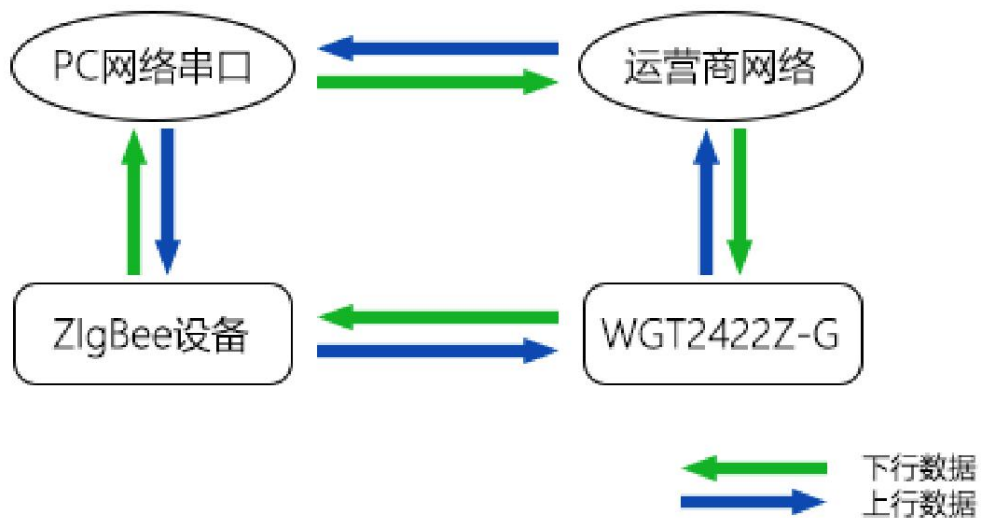 PC网络串口
运营商网络
ZIgBee设备
WGT2422Z-G
下行数据
上行数据